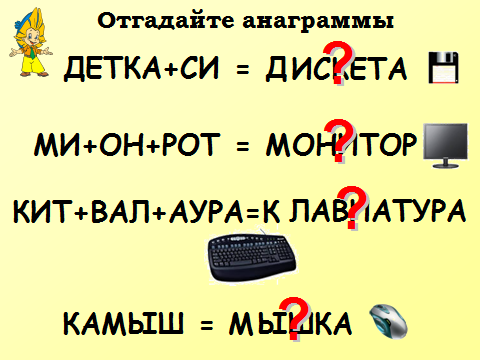 Отгадайте анаграммы
ДЕТКА+СИ = ДИСКЕТА
?
МИ+ОН+РОТ = МОНИТОР
?
КИТ+ВАЛ+АУРА=К ЛАВИАТУРА
?
КАМЫШ = МЫШКА
?